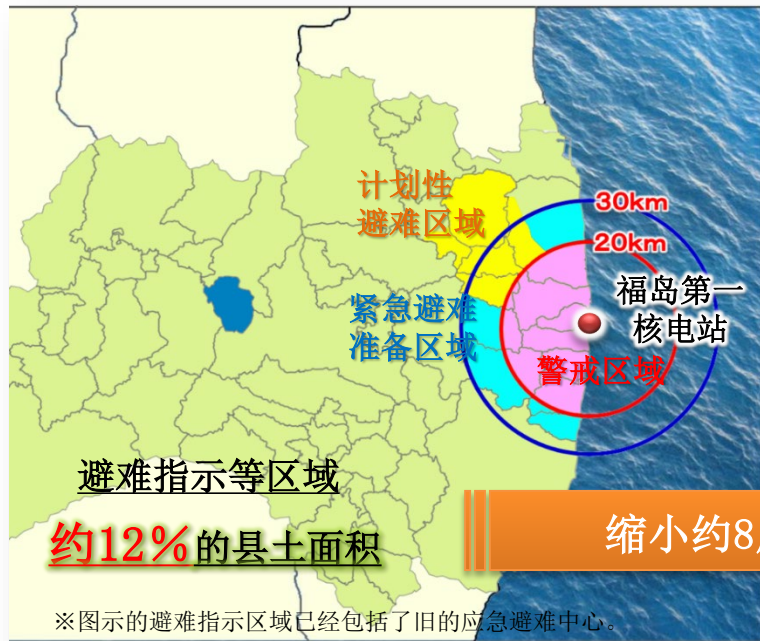 计划性
避难区域
30km
20km
福岛第一
核电站
紧急避难
准备区域
警戒区域
避难指示等区域
约12%的县土面积
缩小约8
※图示的避难指示区域已经包括了旧的应急避难中心。